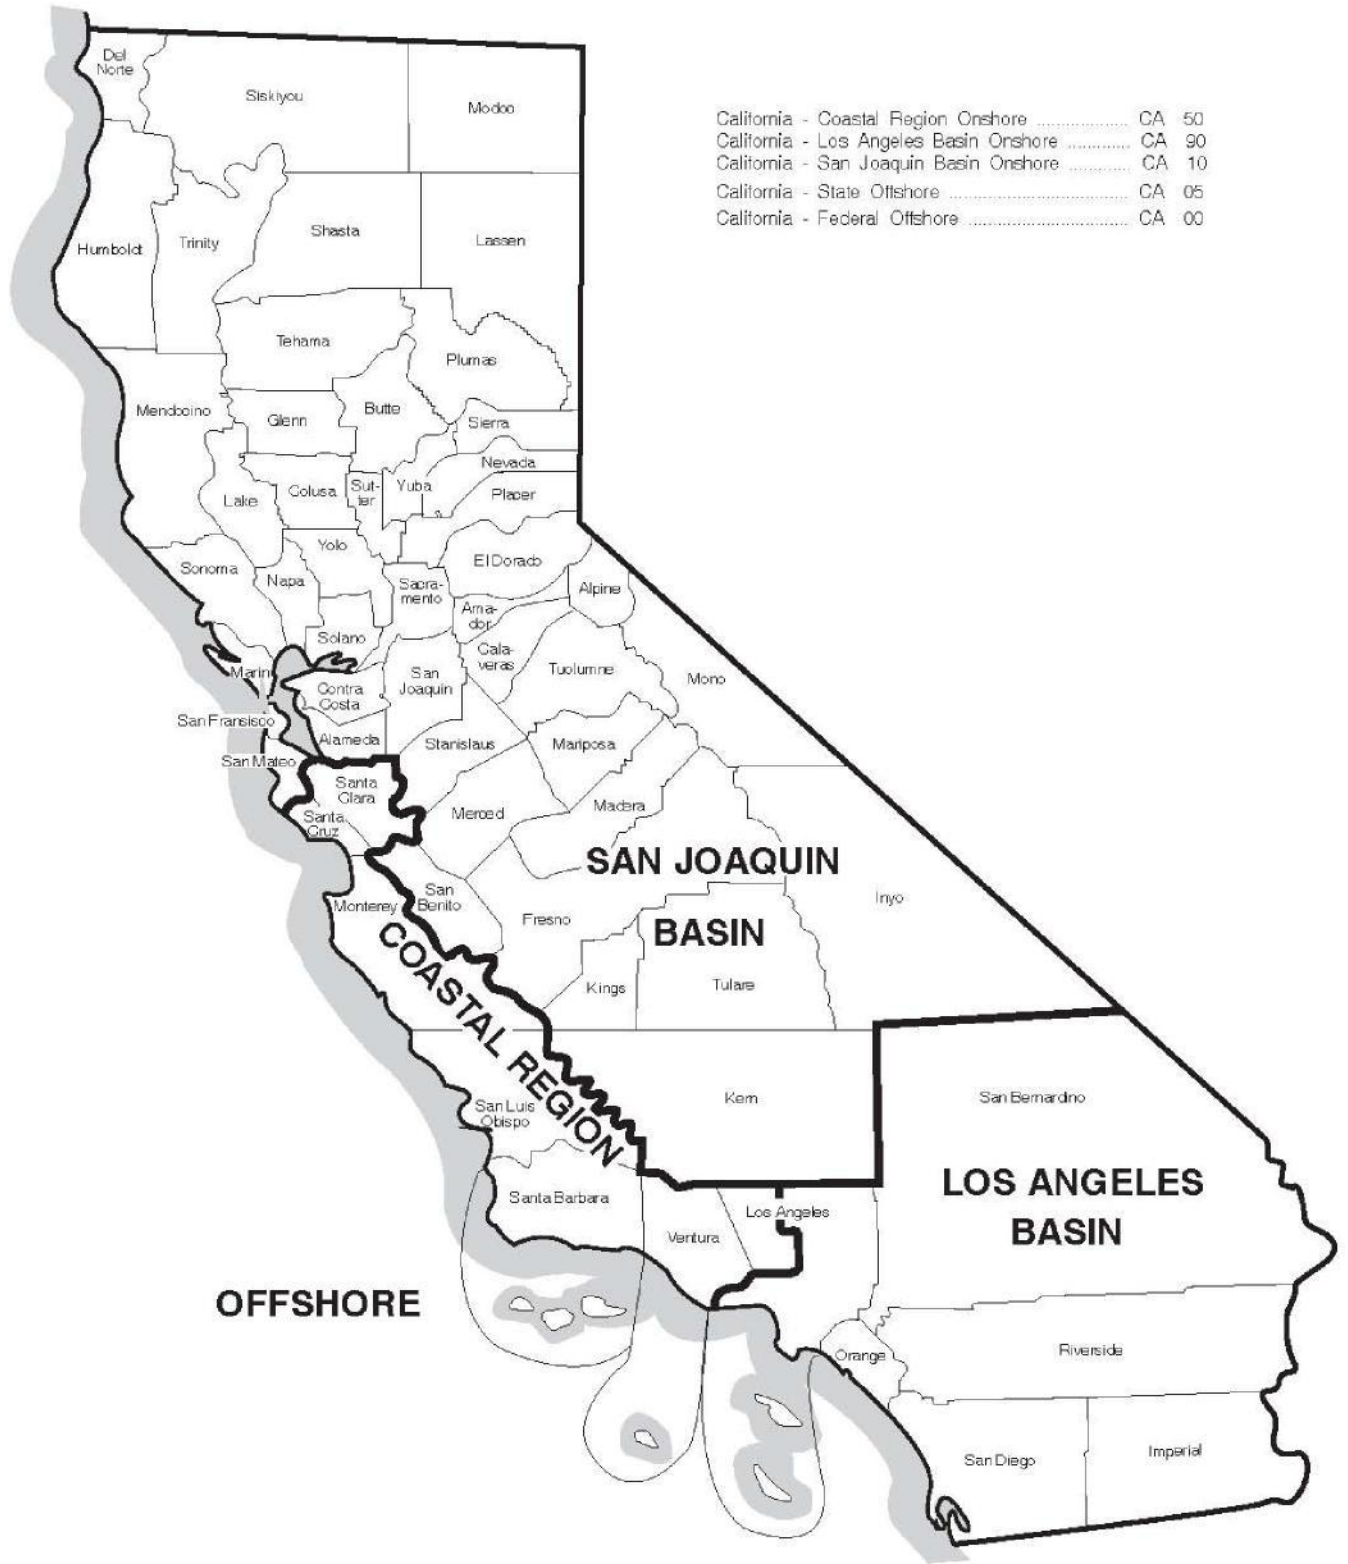 Del
Norte
Siskiyou
Modoc
California - Coastal Region Onshore ................... CA 50
California - Los Angeles Basin Onshore ............. CA 90
California - San Joaquin Basin Onshore ............. CA 10
California - State Offshore ..................................... CA 05
California - Federal Offshore ................................. CA 00
Humboldt
Trinity
Shasta
Lassen
Tehama
Plumas
Mendocino
Glenn
Butte
Sierra
Nevada
Lake
Colusa
Sut-
ter
Yuba
Placer
Yolo
Sonoma
Napa
El Dorado
Sacra-
mento
Alpine
Ama-
dor
Solano
Cala-
veras
Tuolumne
Mono
Marin
Contra
Costa
San
Joaquin
San Fransisco
Alameda
Stanislaus
Mariposa
San Mateo
Santa
Clara
Santa
Cruz
Merced
Madera
SAN JOAQUIN
BASIN
San
Benito
Monterey
Fresno
Inyo
Kings
Tulare
COASTAL REGION
Kern
San Bernardino
San Luis
Obispo
LOS ANGELES
BASIN
Santa Barbara
Los Angeles
Ventura
OFFSHORE
Orange
Riverside
San Diego
Imperial